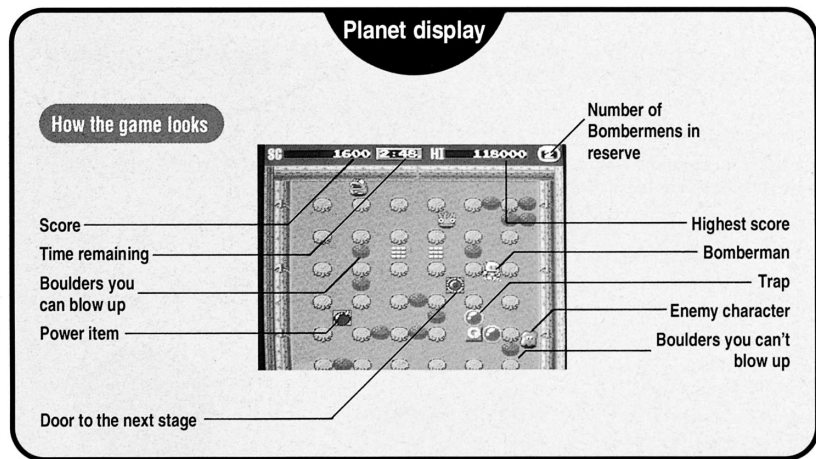 Planet display
How the game looks
Number of
Bombermens in
reserve
SC 1600 2:48 HI 118000 2
Score
Time remaining
Boulders you
can blow up
Power item
Door to the next stage
Highest score
Bomberman
Trap
Enemy character
Boulders you can't
blow up